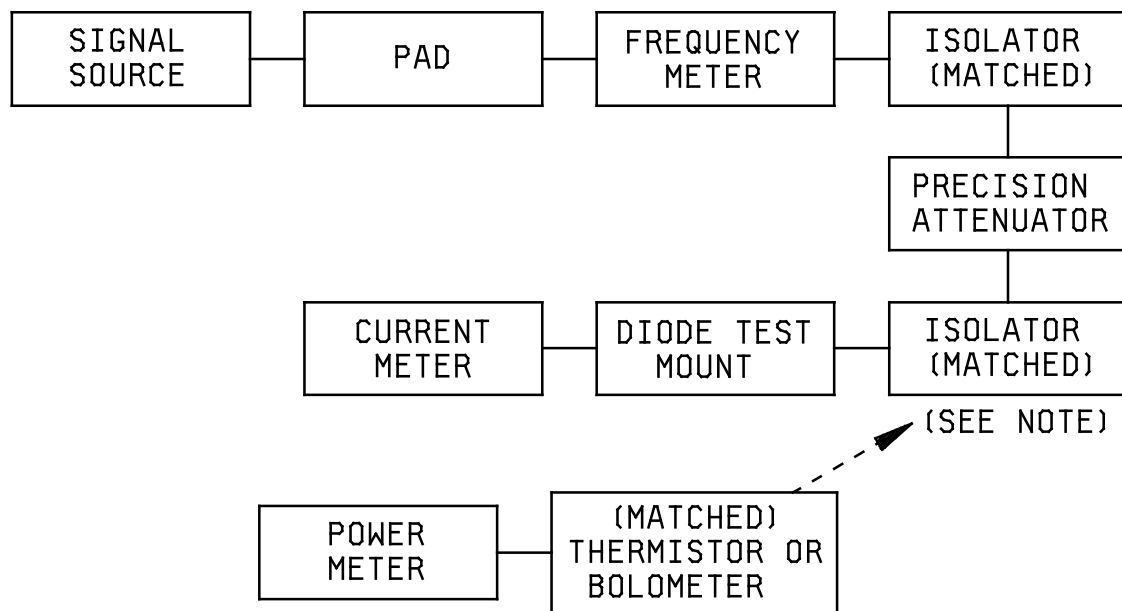 SIGNAL
SOURCE
PAD
FREQUENCY
METER
ISOLATOR
(MATCHED)
PRECISION
ATTENUATOR
CURRENT
METER
DIODE TEST
MOUNT
ISOLATOR
(MATCHED)
(SEE NOTE)
POWER
METER
(MATCHED)
THERMISTOR OR
BOLOMETER